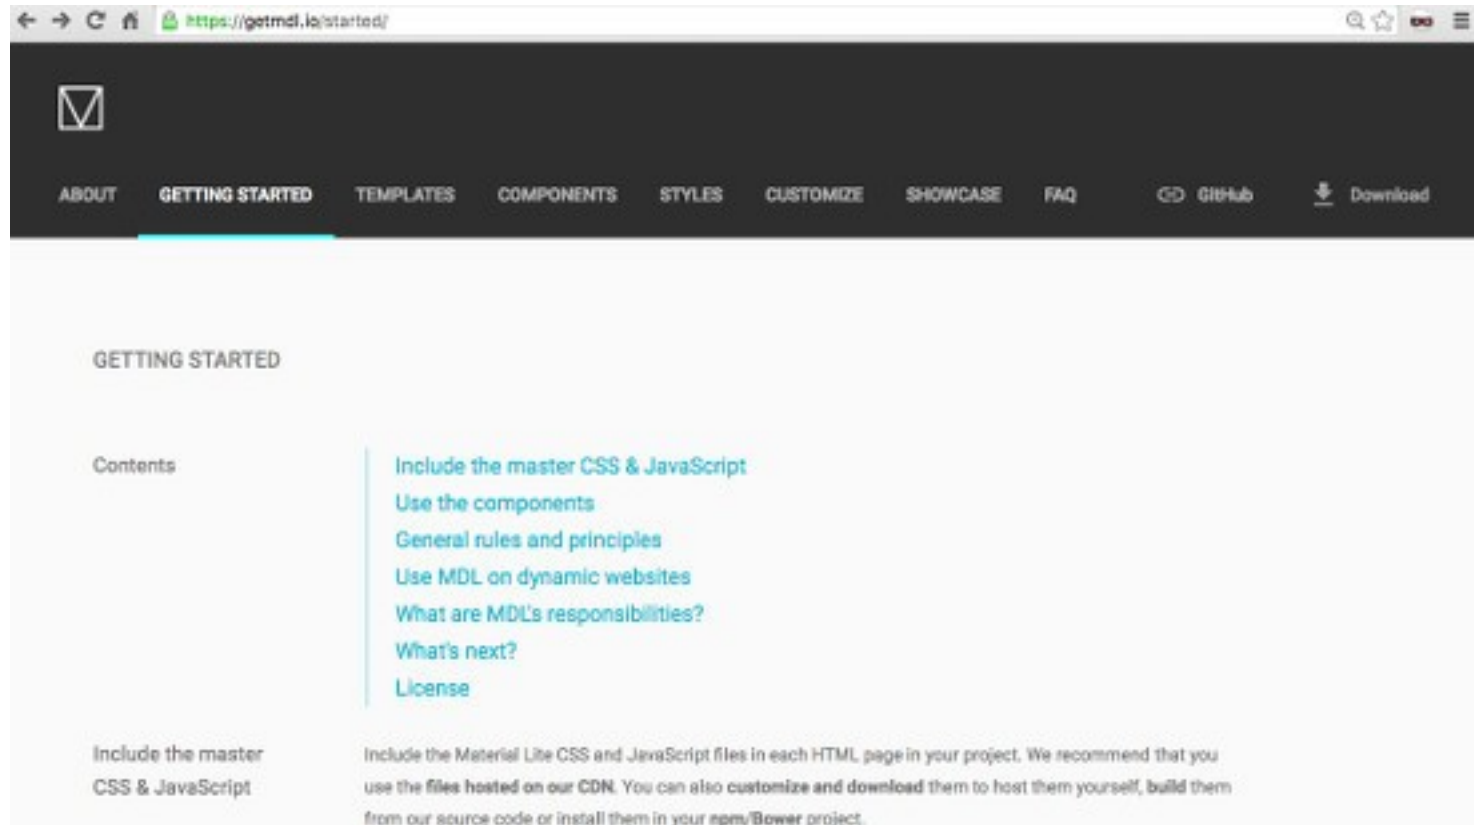 https://getmdl.io/started/
ABOUT GETTING STARTED TEMPLATES COMPONENTS STYLES CUSTOMIZE SHOWCASE FAQ GitHub Download
GETTING STARTED
Contents
Include the master CSS & JavaScript
Use the components
General rules and principles
Use MDL on dynamic websites
What are MDL's responsibilities?
What's next?
License
Include the master
CSS & JavaScript
Include the Material Lite CSS and JavaScript files in each HTML page in your project. We recommend that you
use the files hosted on our CDN. You can also customize and download them to host them yourself, build them
from our source code or install them in your npm/Bower project.